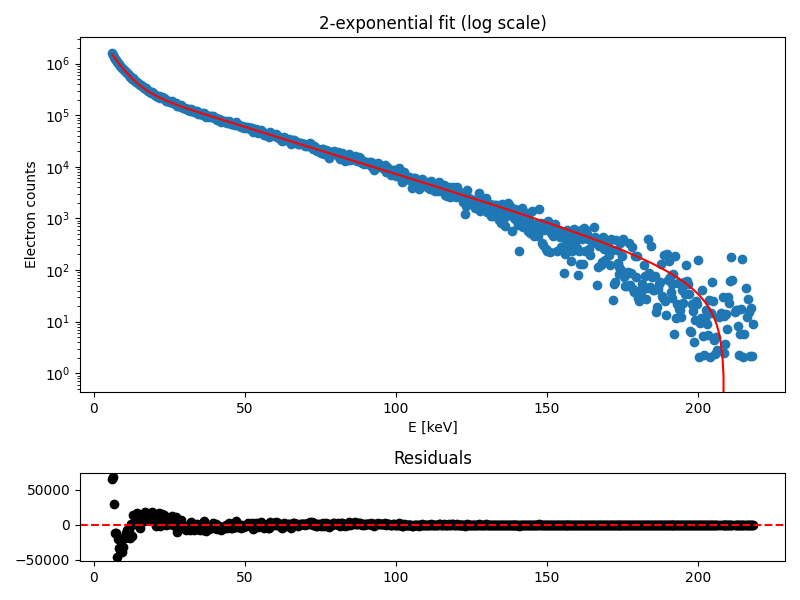 2-exponential fit (log scale)
10⁶
10⁵
10⁴
10³
10²
10¹
10⁰
Electron counts
0 50 100 150 200
E [keV]
Residuals
50000
0
−50000
0 50 100 150 200